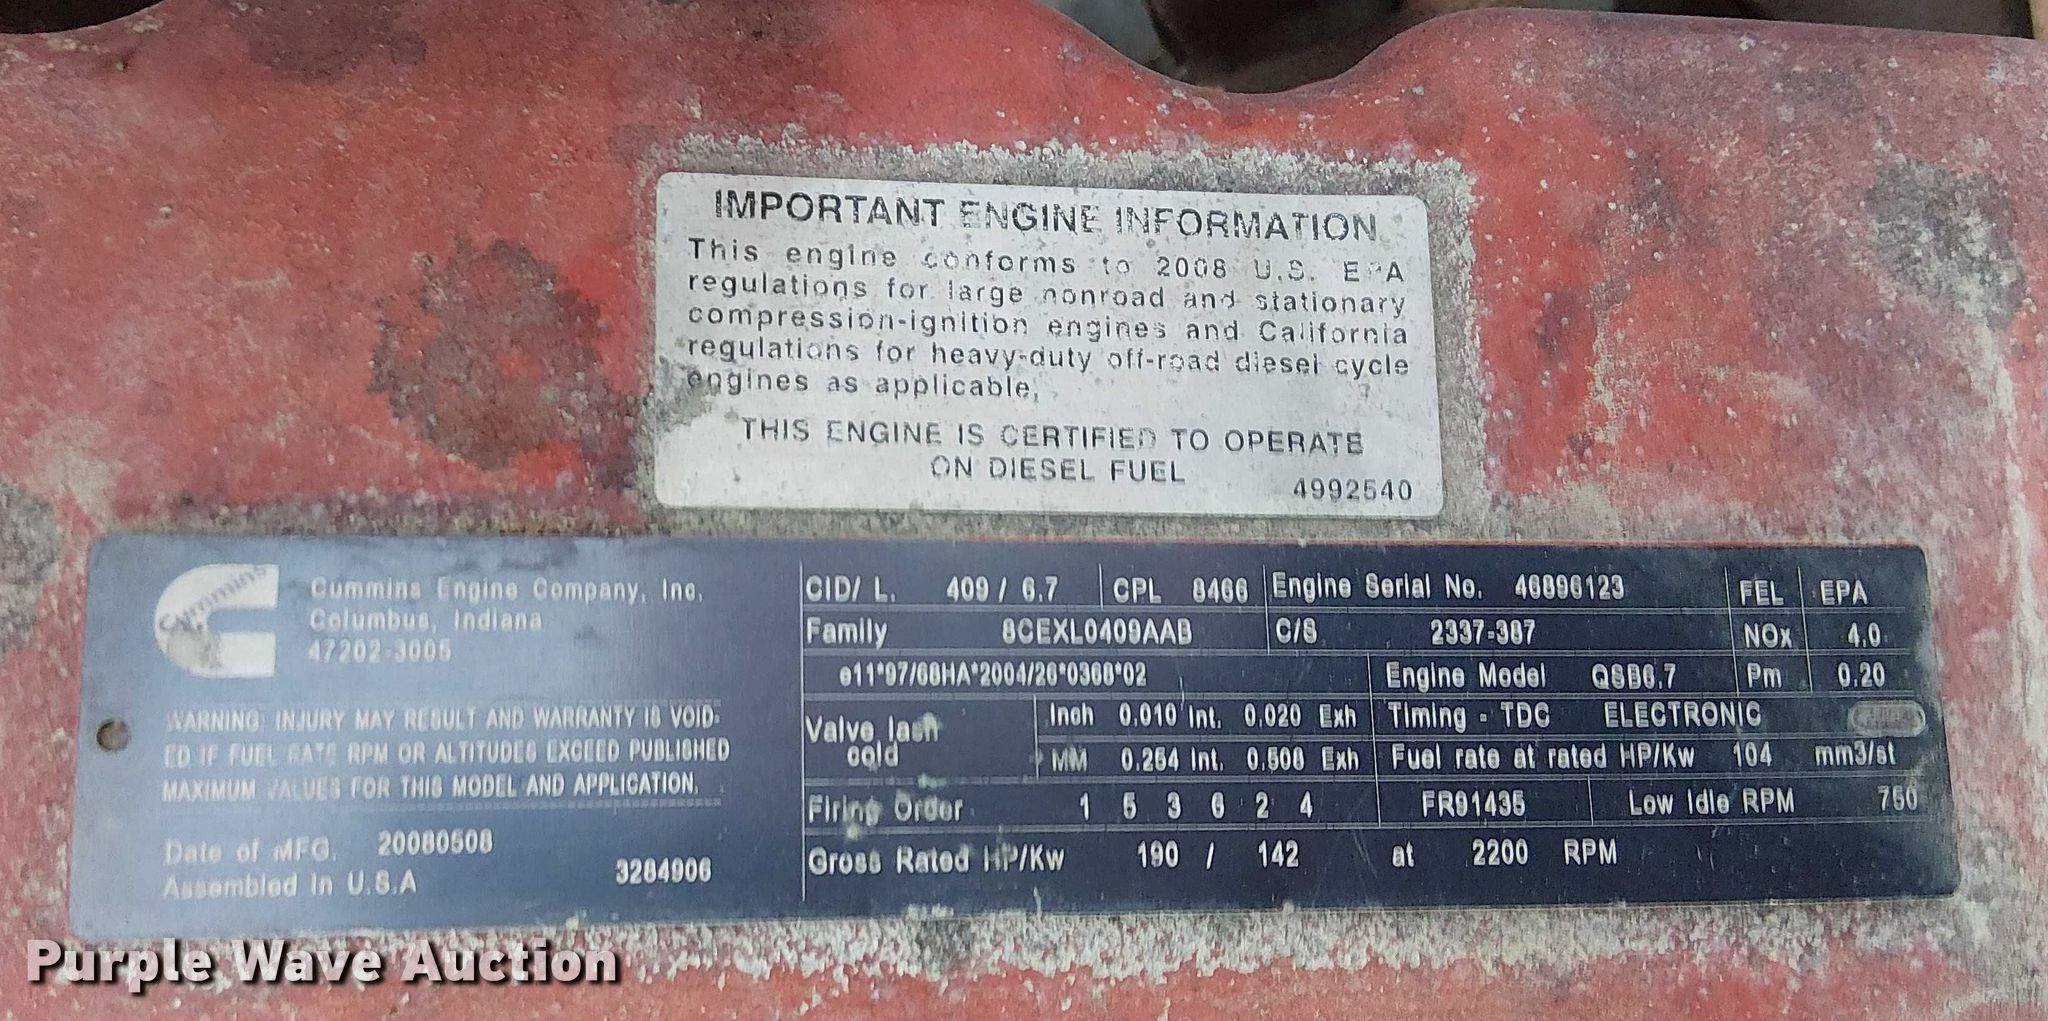 IMPORTANT ENGINE INFORMATION
This engine conforms to 2008 U.S. EPA
regulations for large nonroad and stationary
compression-ignition engines and California
regulations for heavy-duty off-road diesel cycle
engines as applicable.
THIS ENGINE IS CERTIFIED TO OPERATE
ON DIESEL FUEL
4992540
Cummins
Cummins Engine Company, Inc.
Columbus, Indiana
47202-3005
WARNING: INJURY MAY RESULT AND WARRANTY IS VOID-
ED IF FUEL RATE RPM OR ALTITUDES EXCEED PUBLISHED
MAXIMUM VALUES FOR THIS MODEL AND APPLICATION.
Date of MFG. 20080508
Assembled In U.S.A 3284906
CID/ L. 409 / 6.7 CPL 8466 Engine Serial No. 46896123 FEL EPA
Family 8CEXL0409AAB C/S 2337-387 NOx 4.0
e11*97/68HA*2004/26*0368*02 Engine Model QSB6.7 Pm 0.20
Valve lash cold Inch 0.010 Int. 0.020 Exh Timing - TDC ELECTRONIC
MM 0.254 Int. 0.508 Exh Fuel rate at rated HP/Kw 104 mm3/st
Firing Order 1 5 3 6 2 4 FR91435 Low Idle RPM 750
Gross Rated HP/Kw 190 / 142 at 2200 RPM
Purple Wave Auction